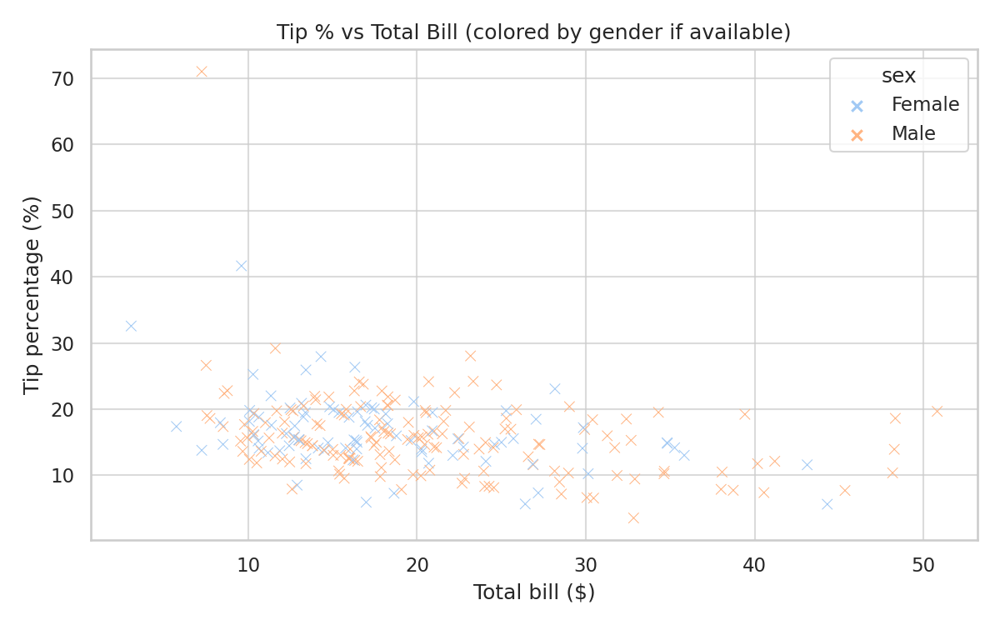 Tip % vs Total Bill (colored by gender if available)
sex
Female
Male
70
60
50
40
30
20
10
Tip percentage (%)
10
20
30
40
50
Total bill ($)